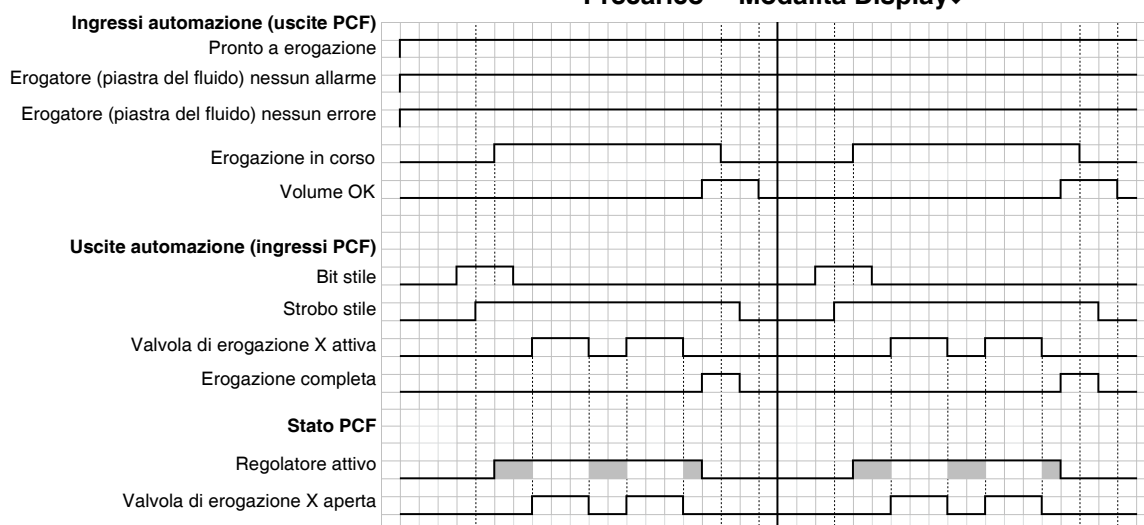 Ingressi automazione (uscite PCF)
Pronto a erogazione
Erogatore (piastra del fluido) nessun allarme
Erogatore (piastra del fluido) nessun errore
Erogazione in corso
Volume OK
Uscite automazione (ingressi PCF)
Bit stile
Strobo stile
Valvola di erogazione X attiva
Erogazione completa
Stato PCF
Regolatore attivo
Valvola di erogazione X aperta